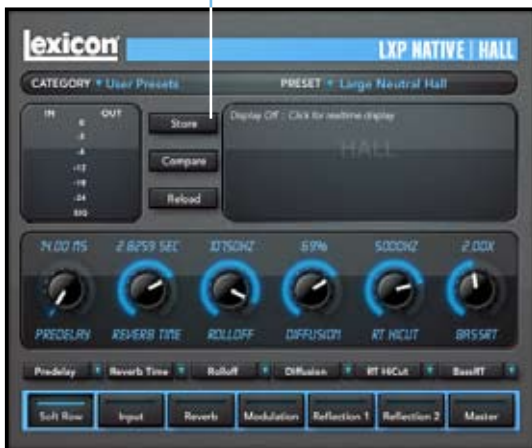 lexicon
LXP NATIVE | HALL
CATEGORY User Presets PRESET Large Neutral Hall
IN OUT
0
Store
Display Off : Click for realtime display
HALL
Compare
-12
-18
-24
Reload
SIG
14.00 MS 2.8259 SEC 10750HZ 69% 5000HZ 2.00X
PREDELAY REVERB TIME ROLLOFF DIFFUSION RT HICUT BASSRT
Predelay Reverb Time Rolloff Diffusion RT HiCut BassRT
Soft Row Input Reverb Modulation Reflection 1 Reflection 2 Master